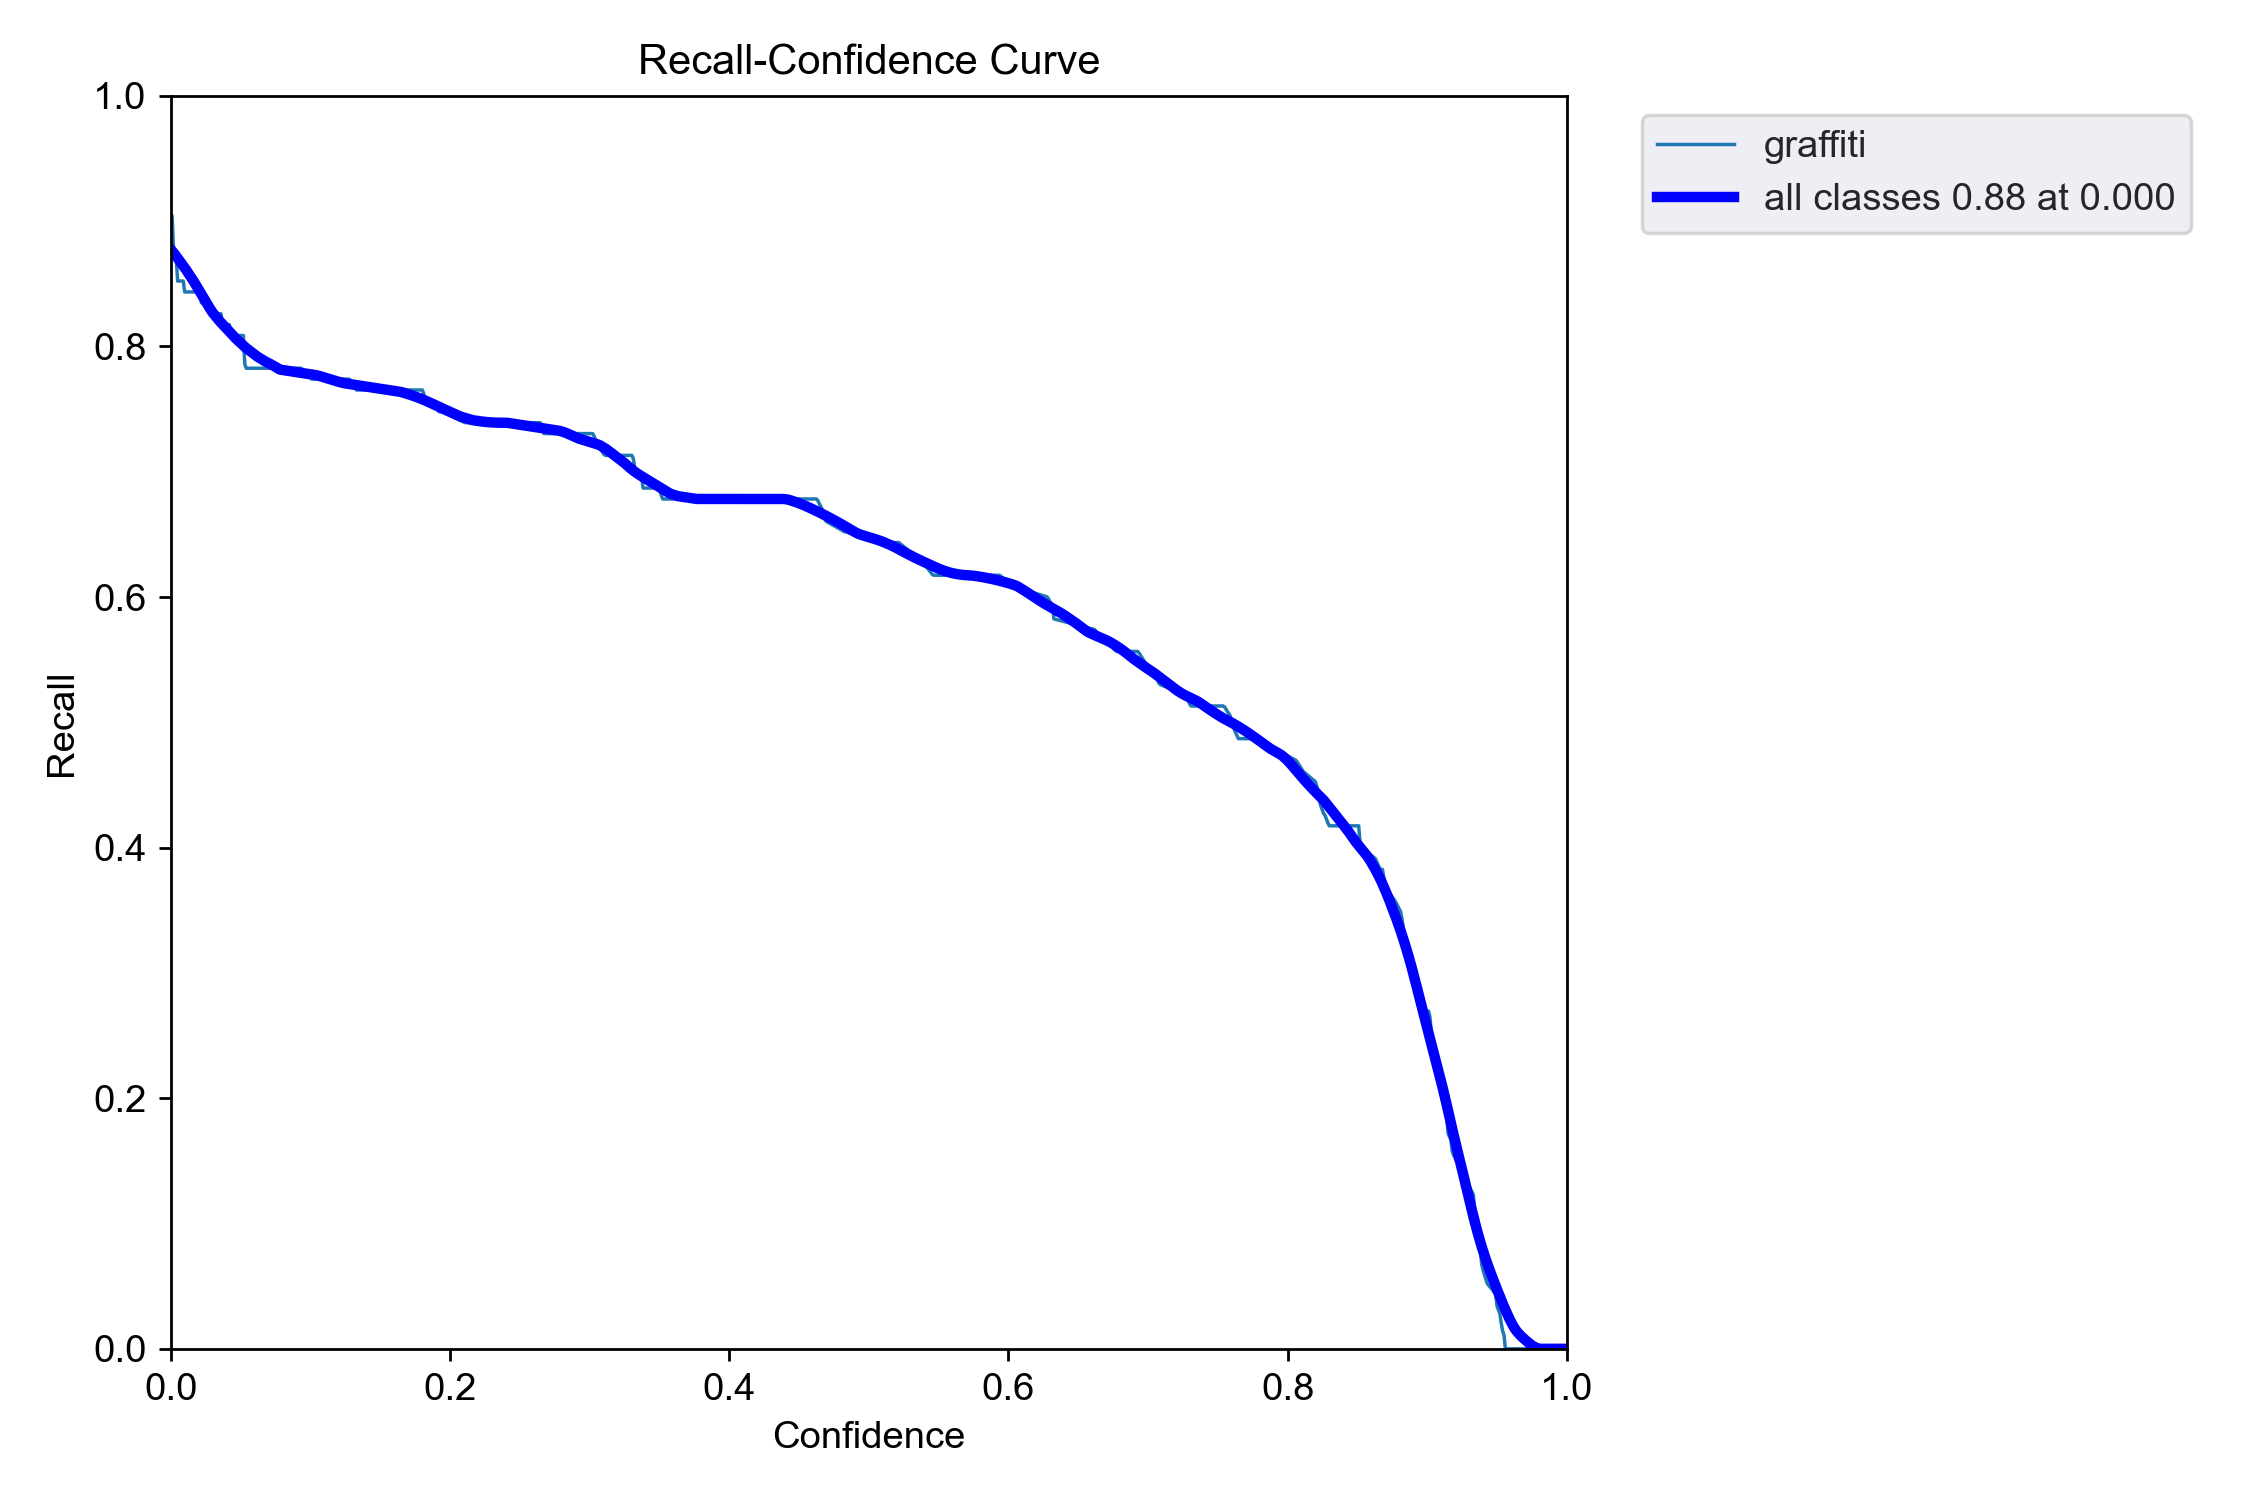 Recall-Confidence Curve
1.0
0.8
0.6
0.4
0.2
0.0
Recall
0.0 0.2 0.4 0.6 0.8 1.0
Confidence
graffiti
all classes 0.88 at 0.000